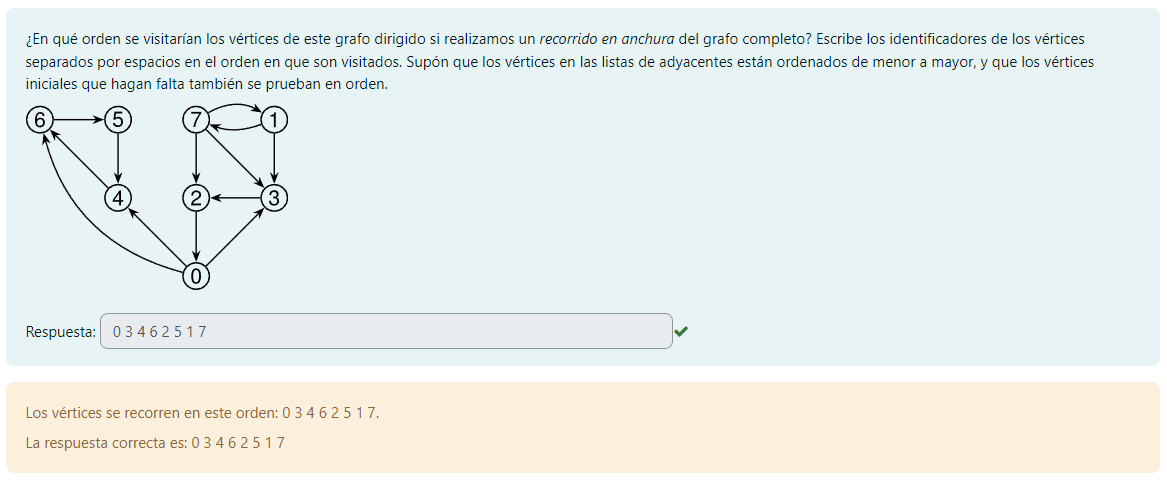 ¿En qué orden se visitarían los vértices de este grafo dirigido si realizamos un recorrido en anchura del grafo completo? Escribe los identificadores de los vértices
separados por espacios en el orden en que son visitados. Supón que los vértices en las listas de adyacentes están ordenados de menor a mayor, y que los vértices
iniciales que hagan falta también se prueban en orden.
6 5 7 1
4 2 3
0
Respuesta: 0 3 4 6 2 5 1 7
Los vértices se recorren en este orden: 0 3 4 6 2 5 1 7.
La respuesta correcta es: 0 3 4 6 2 5 1 7